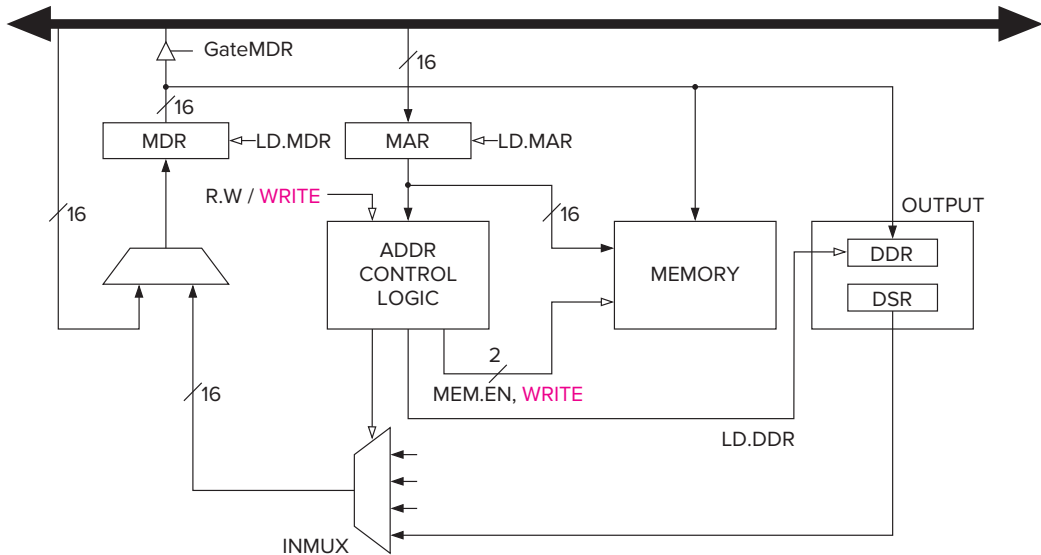 GateMDR
16
16
MDR
LD.MDR
MAR
LD.MAR
R.W / WRITE
16
16
OUTPUT
ADDR
CONTROL
LOGIC
MEMORY
DDR
DSR
2
MEM.EN, WRITE
16
LD.DDR
INMUX